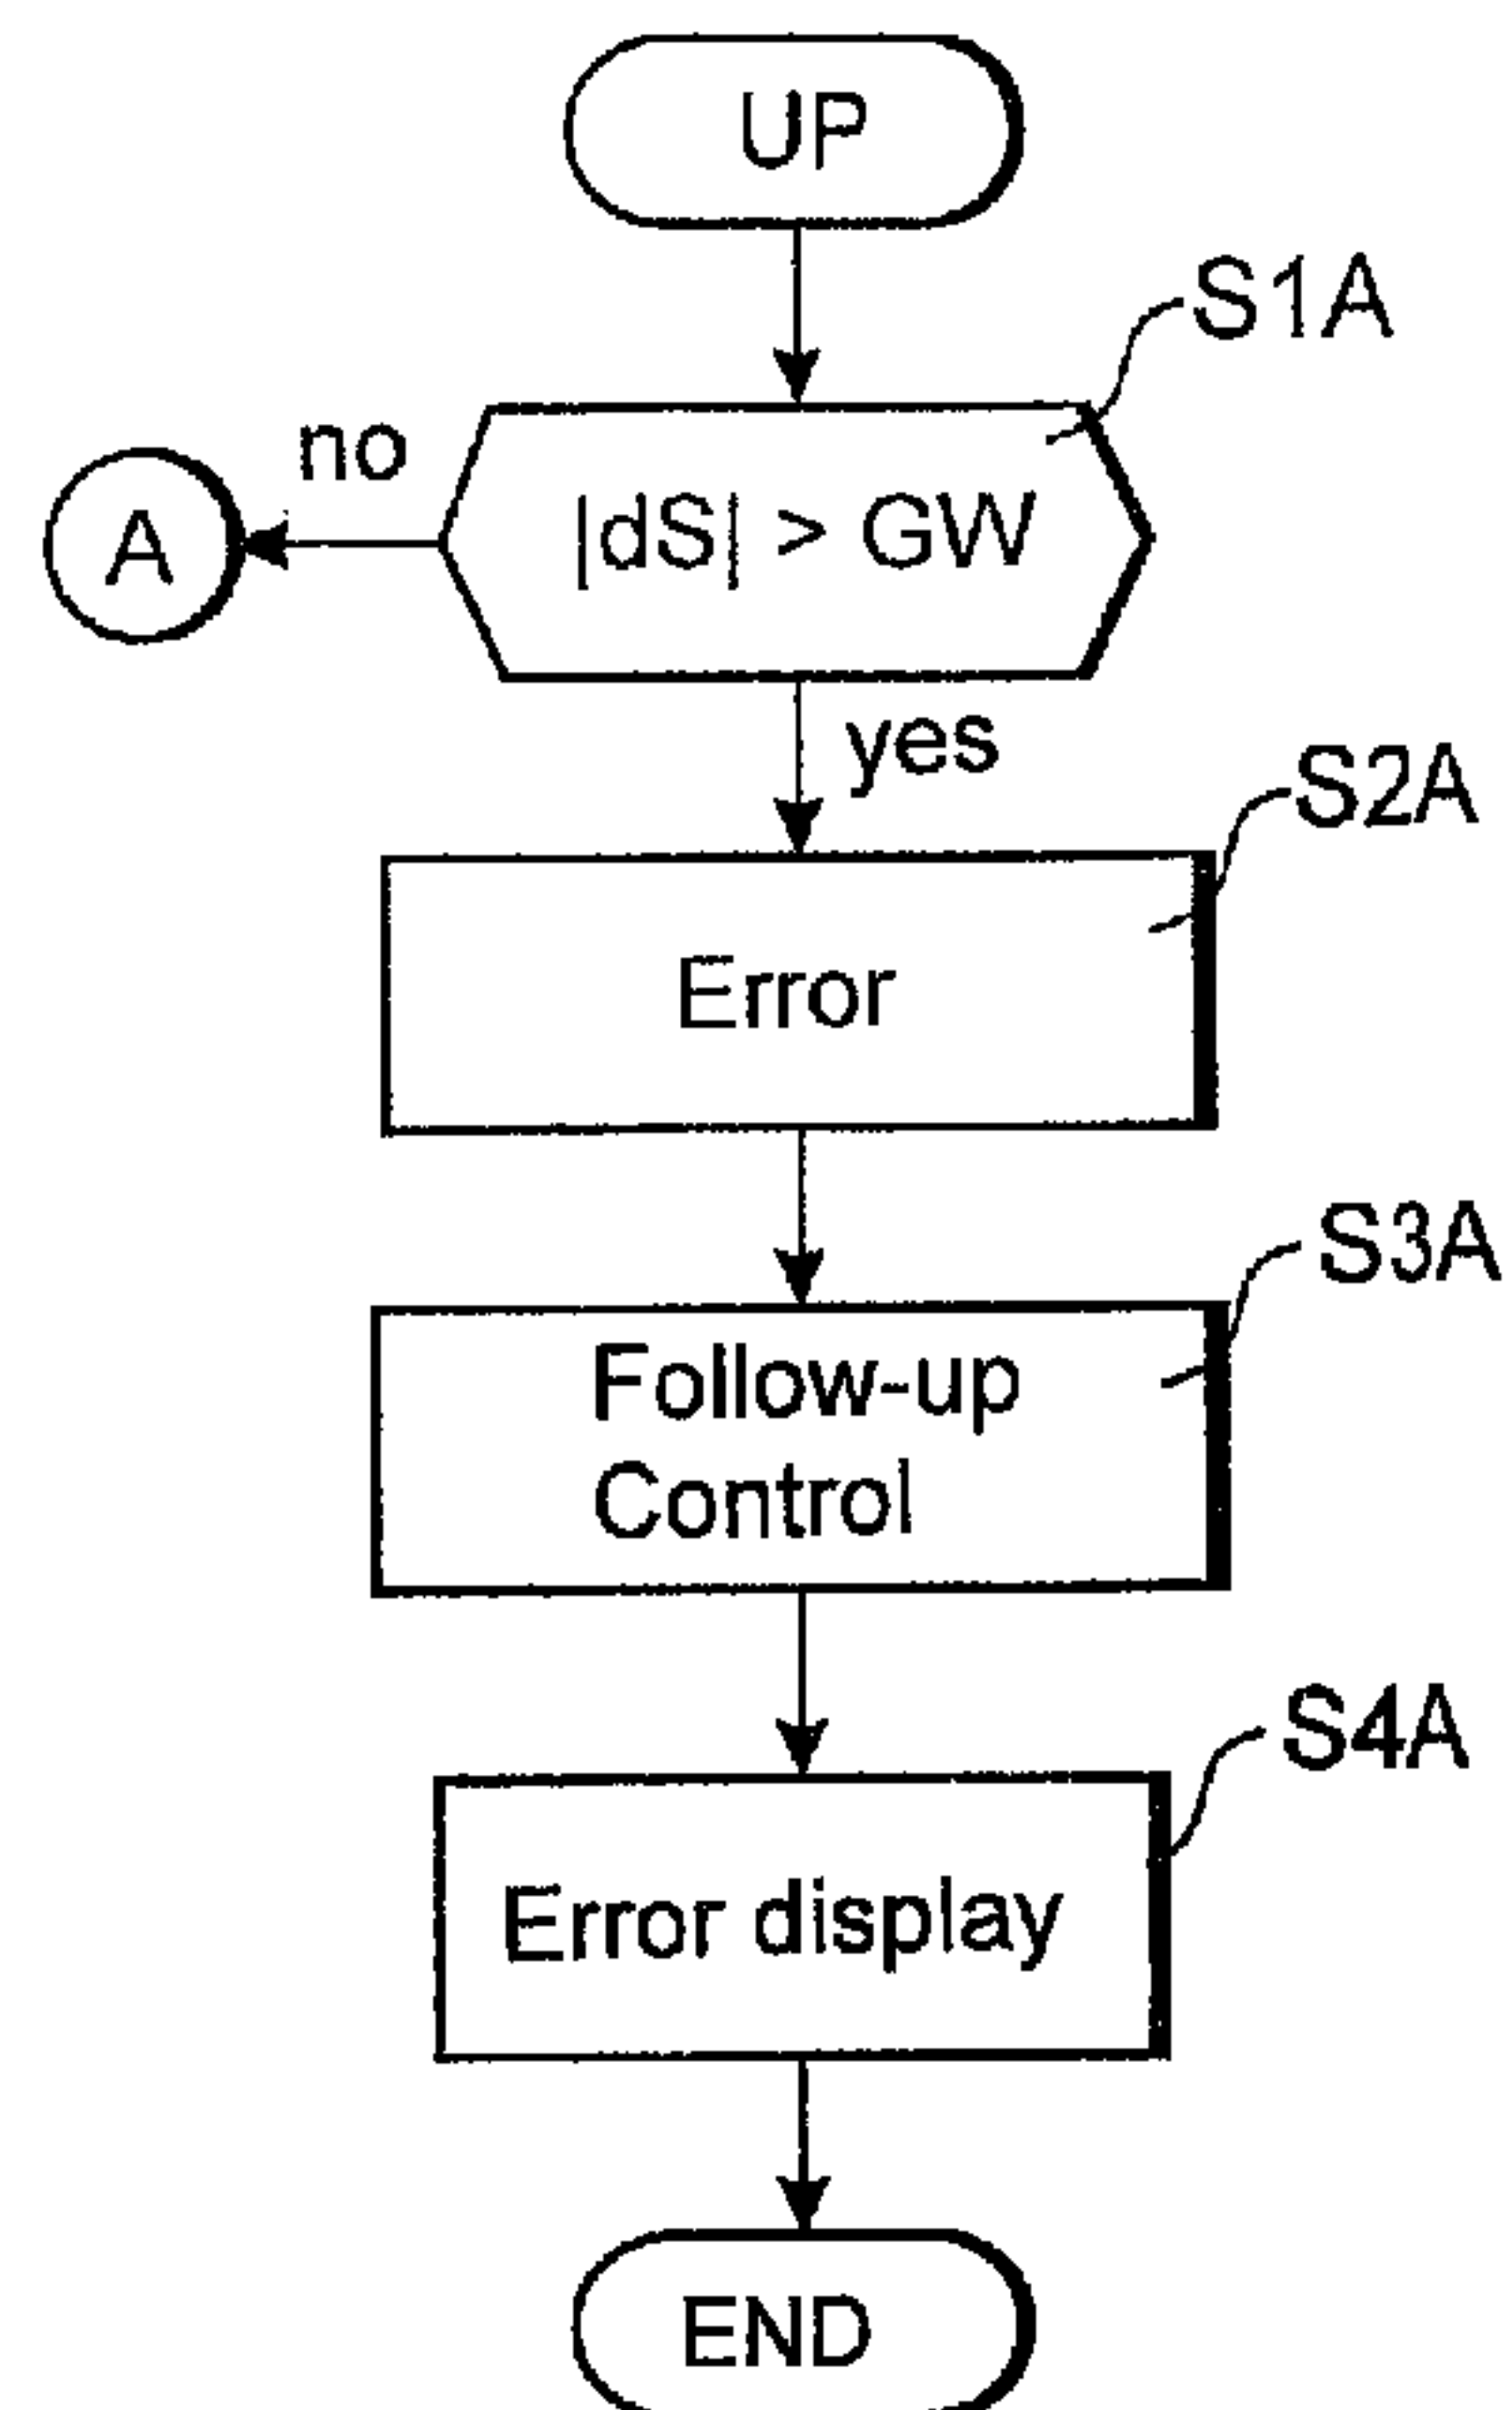 UP
S1A
no
A
|dS| > GW
yes
S2A
Error
S3A
Follow-up
Control
S4A
Error display
END